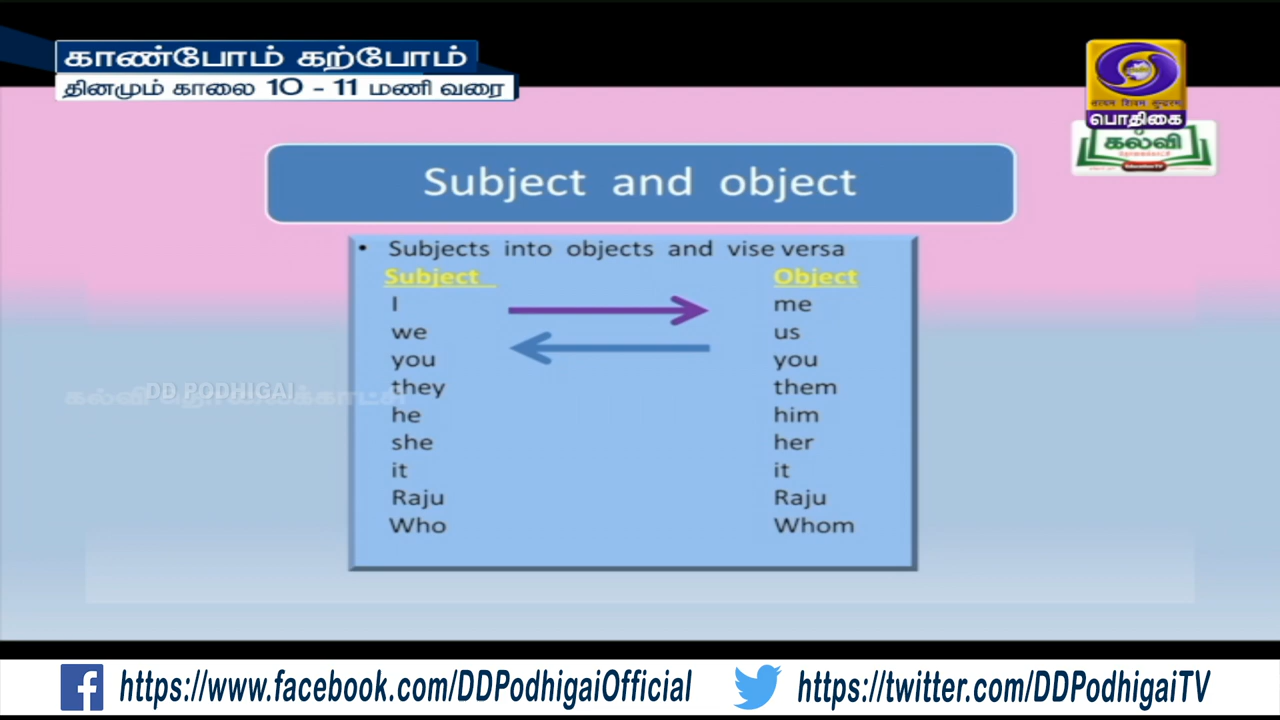 காண்போம் கற்போம்
தினமும் காலை 10 - 11 மணி வரை
பொதிகை
கல்வி
Subject and object
• Subjects into objects and vise versa
Subject Object
I me
we us
you you
they them
he him
she her
it it
Raju Raju
Who Whom
DD PODHIGAI
கல்வி தொலைக்காட்சி
https://www.facebook.com/DDPodhigaiOfficial
https://twitter.com/DDPodhigaiTV